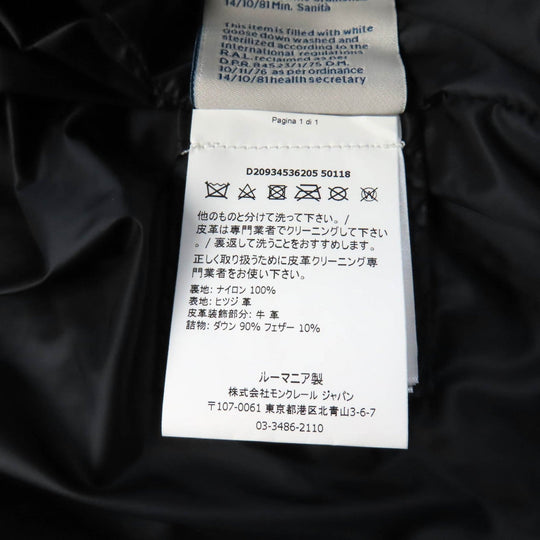 14/10/81 Min. Sanità
This item is filled with white
goose down washed and
sterilized according to
international regulations
R.A.L. reclaimed as per
D.P.R. 845 23/1/75 D.M.
10/11/76 as per ordinance
14/10/81 health secretary
Pagina 1 di 1
D20934536205 50118
他のものと分けて洗って下さい。/
皮革は専門業者でクリーニングして下さい
。/ 裏返して洗うことをおすすめします。
正しく取り扱うために皮革クリーニング専
門業者をお使い下さい。
裏地: ナイロン 100%
表地: ヒツジ 革
皮革装飾部分: 牛 革
詰物: ダウン 90% フェザー 10%
ルーマニア製
株式会社モンクレール ジャパン
〒107-0061 東京都港区北青山3-6-7
03-3486-2110